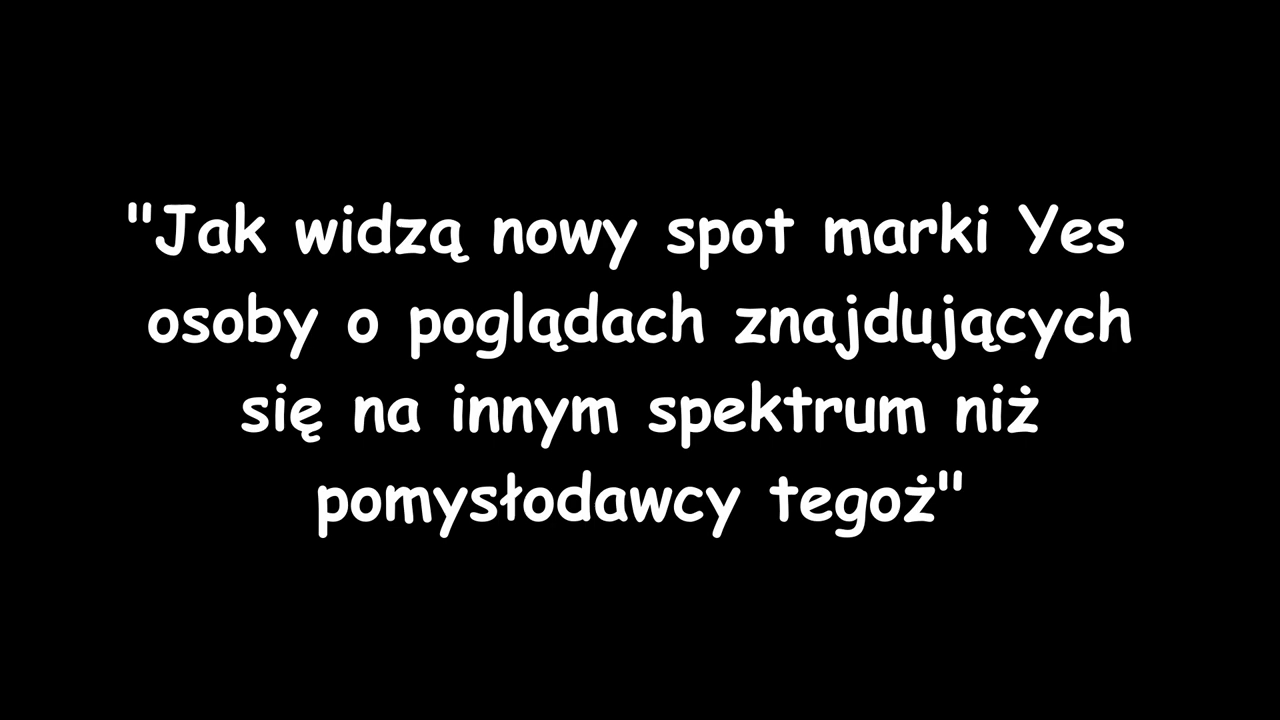 "Jak widzą nowy spot marki Yes
osoby o poglądach znajdujących
się na innym spektrum niż
pomysłodawcy tegoż"